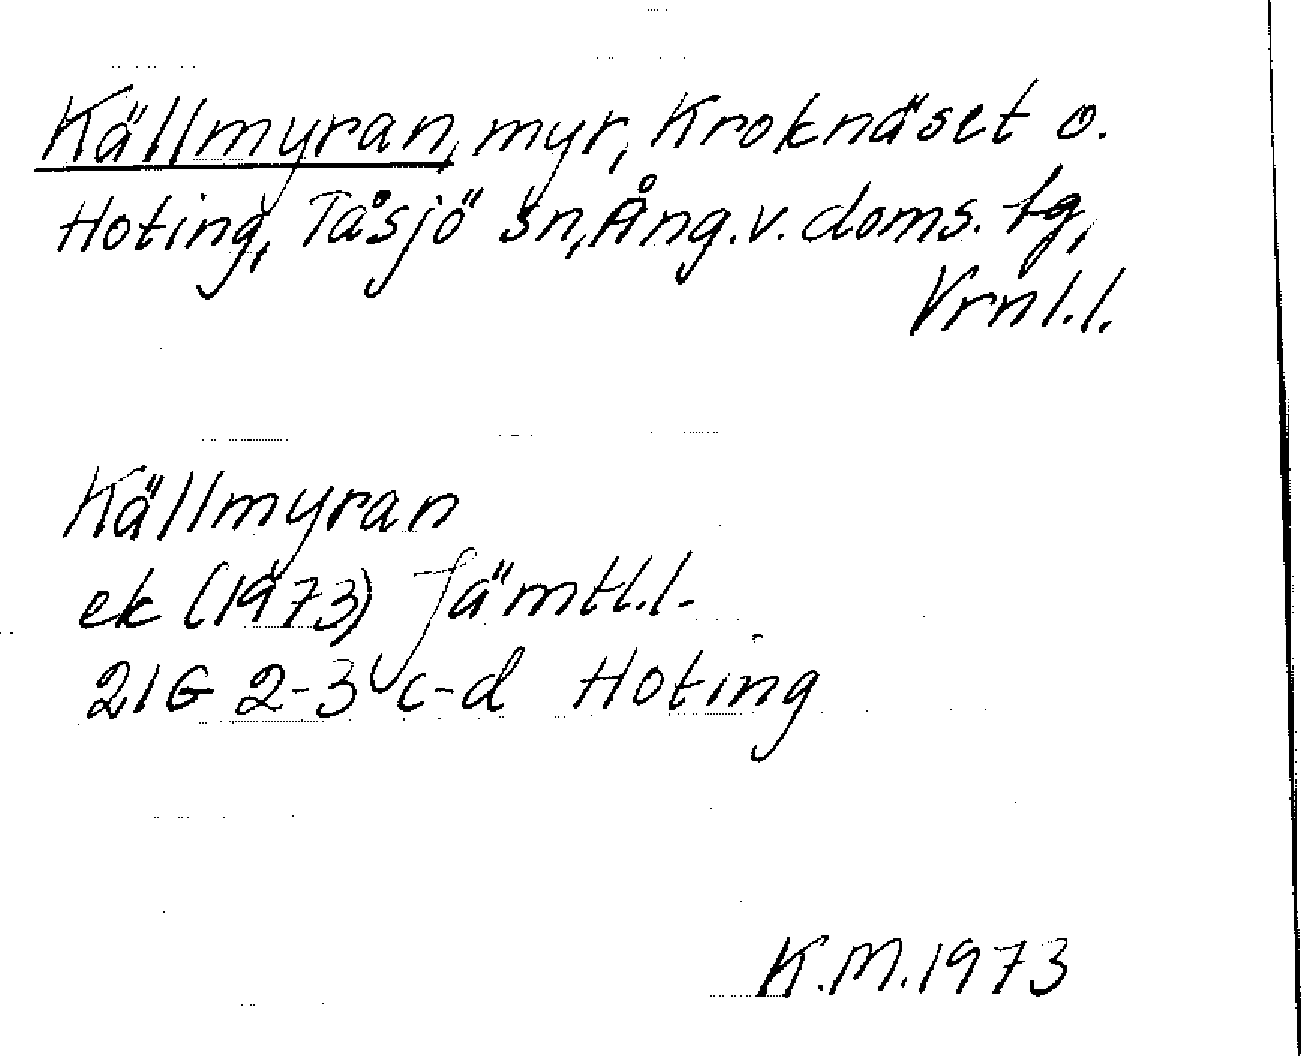 Källmyran, myr, Kroknäset o.
Hoting, Tåsjö sn, Ång. v. doms. tg,
Vrnl.l.
Källmyran
ek (1973) Jämtl.l.
21G 2-3 c-d Hoting
K.M. 1973